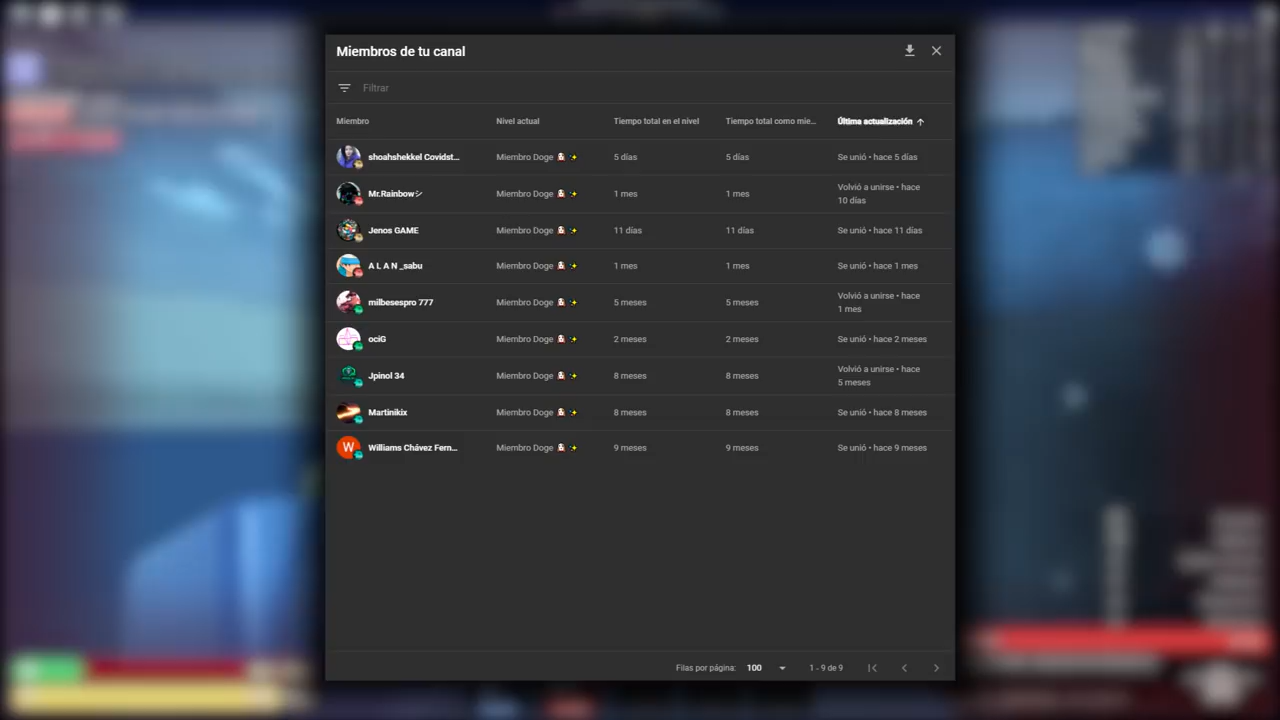 Miembros de tu canal
Filtrar
Miembro Nivel actual Tiempo total en el nivel Tiempo total como mie... Última actualización
shoahshekkel Covidst... Miembro Doge 5 días 5 días Se unió • hace 5 días
Mr.Rainbowシ Miembro Doge 1 mes 1 mes Volvió a unirse • hace
10 días
Jenos GAME Miembro Doge 11 días 11 días Se unió • hace 11 días
A L A N _sabu Miembro Doge 1 mes 1 mes Se unió • hace 1 mes
milbesespro 777 Miembro Doge 5 meses 5 meses Volvió a unirse • hace
1 mes
ociG Miembro Doge 2 meses 2 meses Se unió • hace 2 meses
Jpinol 34 Miembro Doge 8 meses 8 meses Volvió a unirse • hace
5 meses
Martinikix Miembro Doge 8 meses 8 meses Se unió • hace 8 meses
W Williams Chávez Fern... Miembro Doge 9 meses 9 meses Se unió • hace 9 meses
Filas por página: 100 1 - 9 de 9